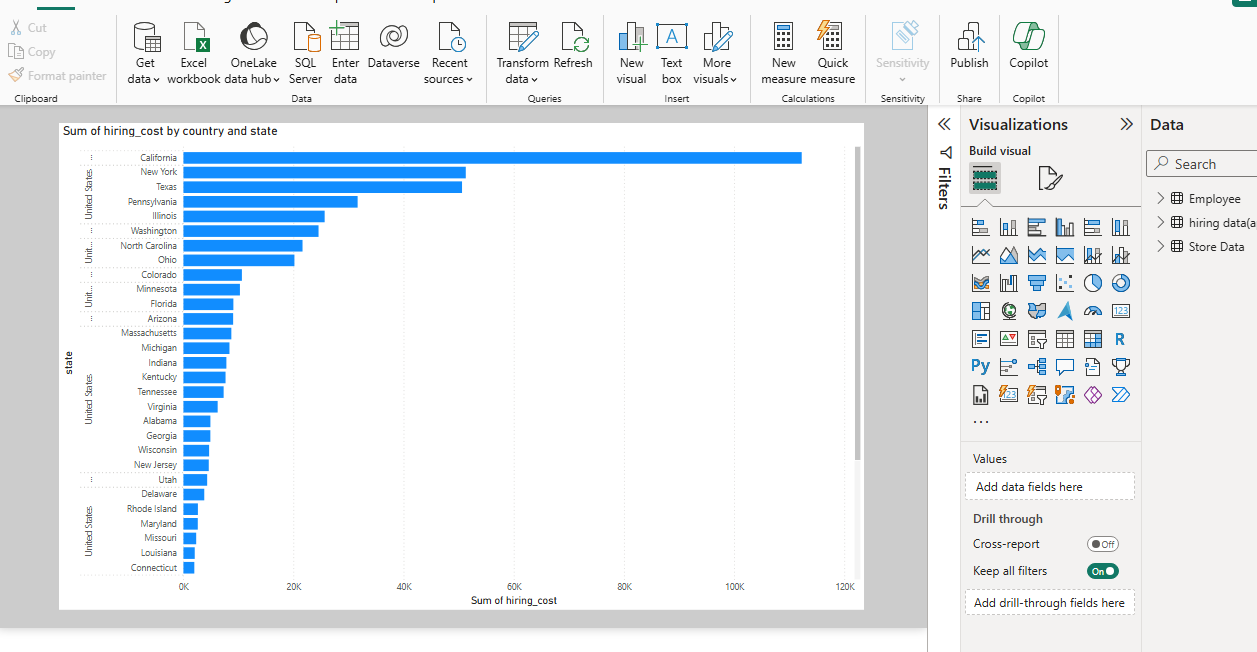 Cut
Copy
Format painter
Clipboard
Get data
Excel workbook
OneLake data hub
SQL Server
Enter data
Dataverse
Recent sources
Data
Transform data
Refresh
Queries
New visual
Text box
More visuals
Insert
New measure
Quick measure
Calculations
Sensitivity
Sensitivity
Publish
Share
Copilot
Copilot
Sum of hiring_cost by country and state
state
United States
Unit...
Unit...
United States
United States
California
New York
Texas
Pennsylvania
Illinois
Washington
North Carolina
Ohio
Colorado
Minnesota
Florida
Arizona
Massachusetts
Michigan
Indiana
Kentucky
Tennessee
Virginia
Alabama
Georgia
Wisconsin
New Jersey
Utah
Delaware
Rhode Island
Maryland
Missouri
Louisiana
Connecticut
0K 20K 40K 60K 80K 100K 120K
Sum of hiring_cost
Filters
Visualizations
Build visual
123
R
Py
123
Values
Add data fields here
Drill through
Cross-report
Off
Keep all filters
On
Add drill-through fields here
Data
Search
Employee
hiring data(a
Store Data